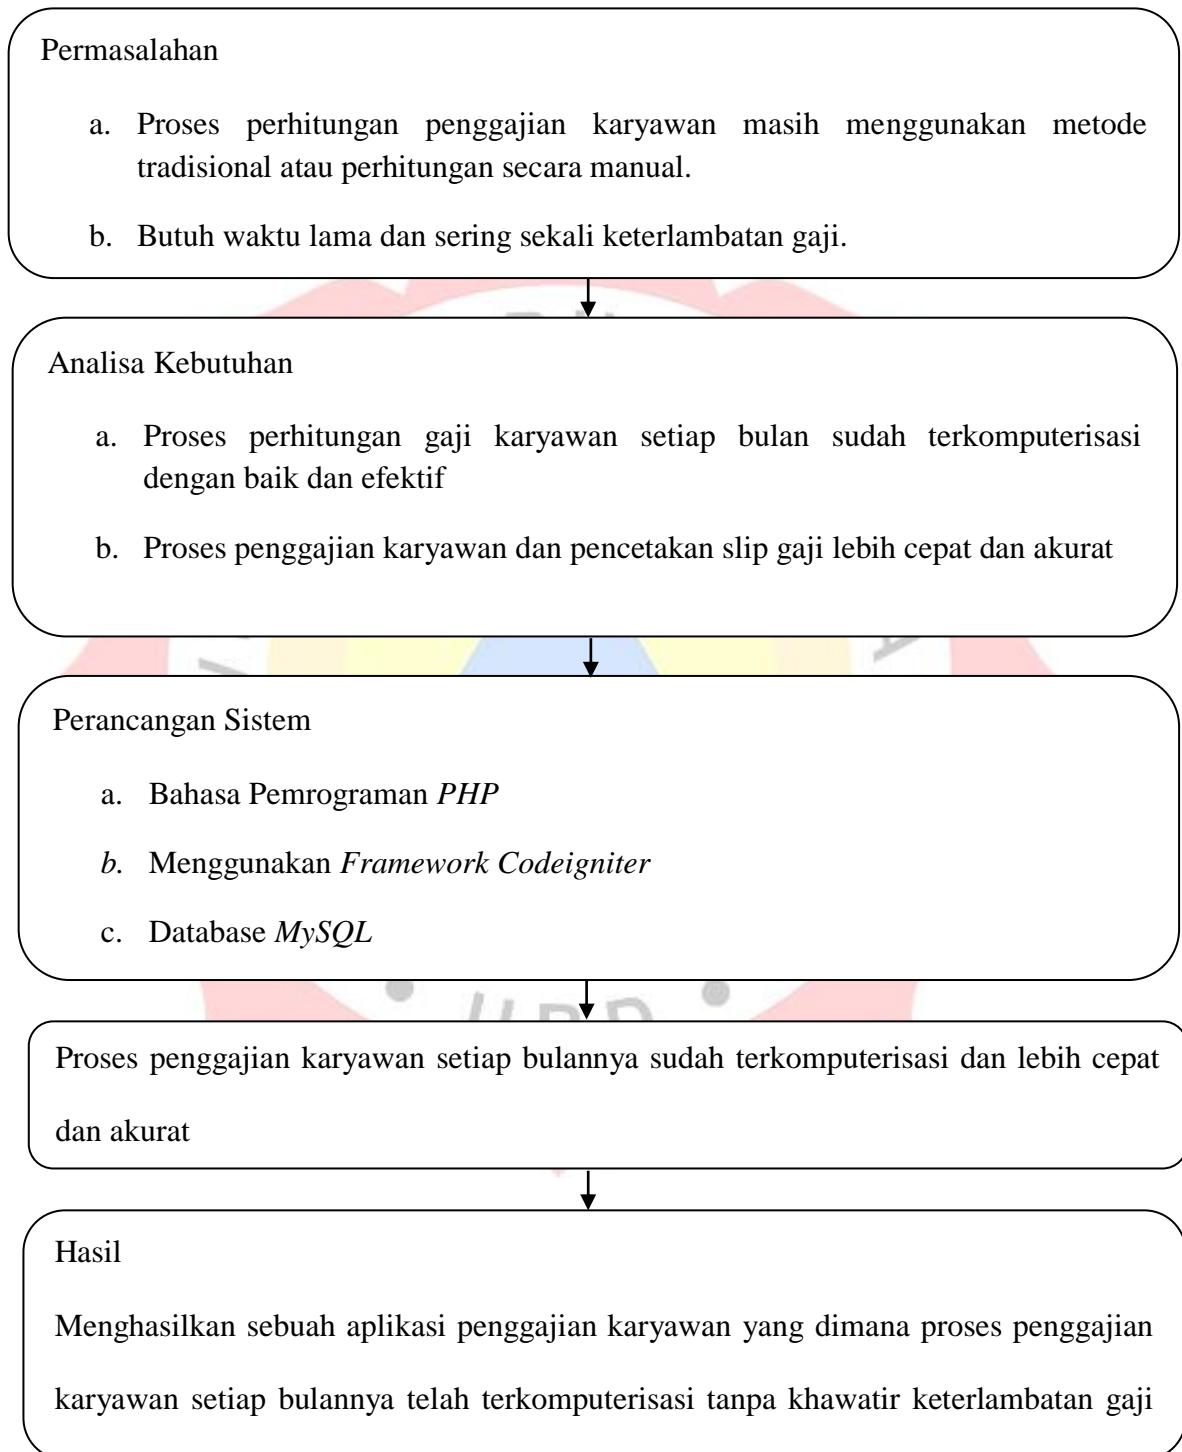 Permasalahan
a. Proses perhitungan penggajian karyawan masih menggunakan metode
tradisional atau perhitungan secara manual.
b. Butuh waktu lama dan sering sekali keterlambatan gaji.
Analisa Kebutuhan
a. Proses perhitungan gaji karyawan setiap bulan sudah terkomputerisasi
dengan baik dan efektif
b. Proses penggajian karyawan dan pencetakan slip gaji lebih cepat dan akurat
Perancangan Sistem
a. Bahasa Pemrograman PHP
b. Menggunakan Framework Codeigniter
c. Database MySQL
Proses penggajian karyawan setiap bulannya sudah terkomputerisasi dan lebih cepat
dan akurat
Hasil
Menghasilkan sebuah aplikasi penggajian karyawan yang dimana proses penggajian
karyawan setiap bulannya telah terkomputerisasi tanpa khawatir keterlambatan gaji